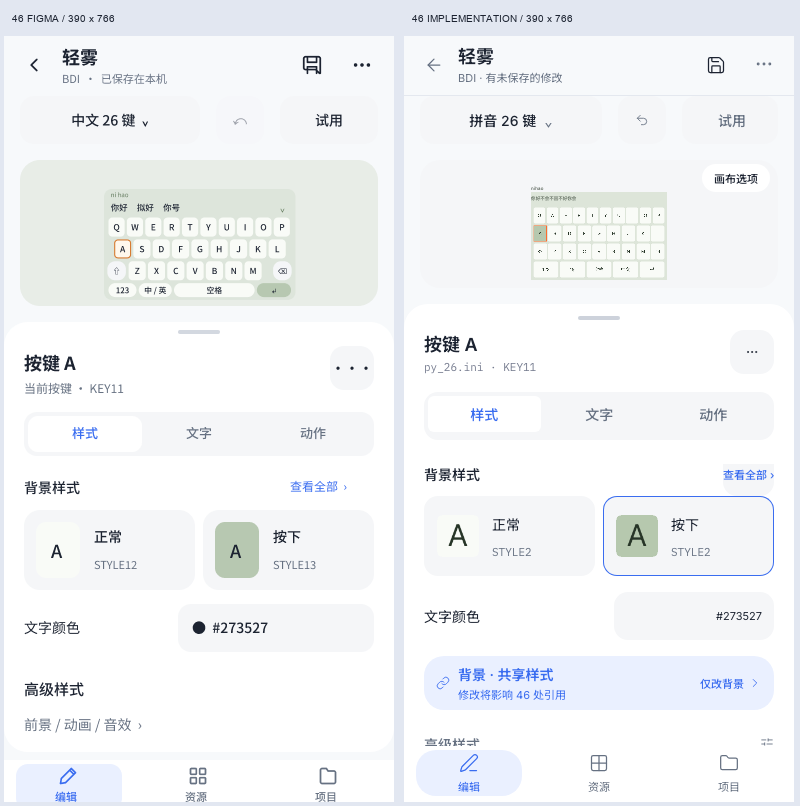 46 FIGMA / 390 x 766
轻雾
BDI • 已保存在本机
中文 26 键
试用
ni hao
你好 拟好 你号
Q W E R T Y U I O P
A S D F G H J K L
Z X C V B N M
123 中 / 英 空格
按键 A
当前按键 • KEY11
样式 文字 动作
背景样式 查看全部 ›
A 正常 STYLE12
A 按下 STYLE13
文字颜色 #273527
高级样式
前景 / 动画 / 音效 ›
编辑 资源 项目
46 IMPLEMENTATION / 390 x 766
轻雾
BDI · 有未保存的修改
拼音 26 键
试用
画布选项
nihao
按键 A
py_26.ini · KEY11
样式 文字 动作
背景样式 查看全部 ›
A 正常 STYLE2
A 按下 STYLE2
文字颜色 #273527
背景 · 共享样式
修改将影响 46 处引用
仅改背景
高级样式
编辑 资源 项目